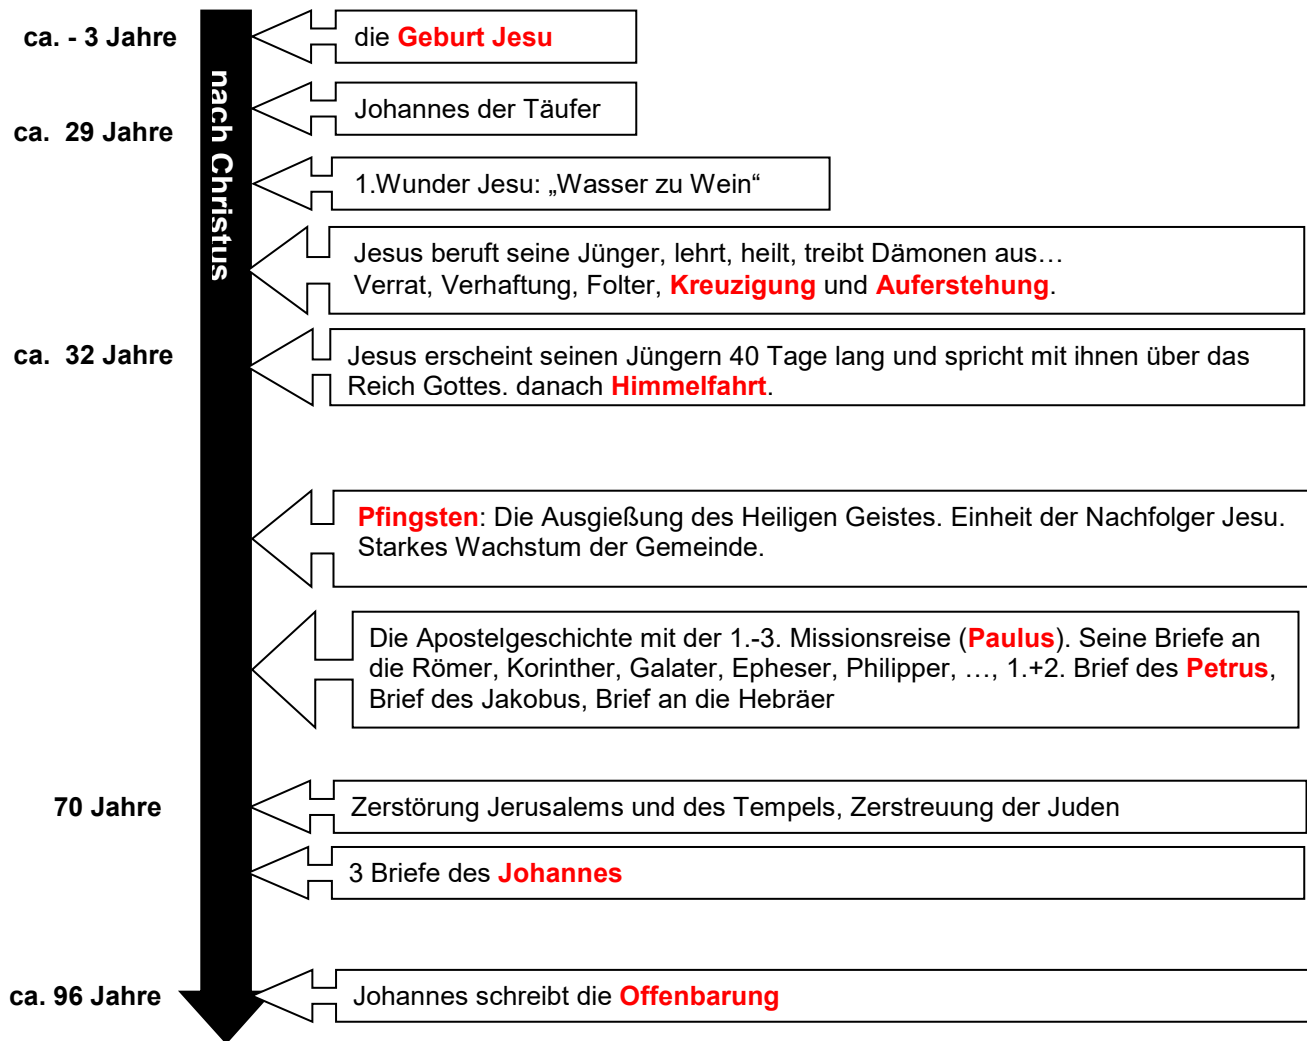 ca. - 3 Jahre
die Geburt Jesu
nach Christus
Johannes der Täufer
ca. 29 Jahre
1.Wunder Jesu: „Wasser zu Wein“
Jesus beruft seine Jünger, lehrt, heilt, treibt Dämonen aus…
Verrat, Verhaftung, Folter, Kreuzigung und Auferstehung.
ca. 32 Jahre
Jesus erscheint seinen Jüngern 40 Tage lang und spricht mit ihnen über das
Reich Gottes. danach Himmelfahrt.
Pfingsten: Die Ausgießung des Heiligen Geistes. Einheit der Nachfolger Jesu.
Starkes Wachstum der Gemeinde.
Die Apostelgeschichte mit der 1.-3. Missionsreise (Paulus). Seine Briefe an
die Römer, Korinther, Galater, Epheser, Philipper, …, 1.+2. Brief des Petrus,
Brief des Jakobus, Brief an die Hebräer
70 Jahre
Zerstörung Jerusalems und des Tempels, Zerstreuung der Juden
3 Briefe des Johannes
ca. 96 Jahre
Johannes schreibt die Offenbarung